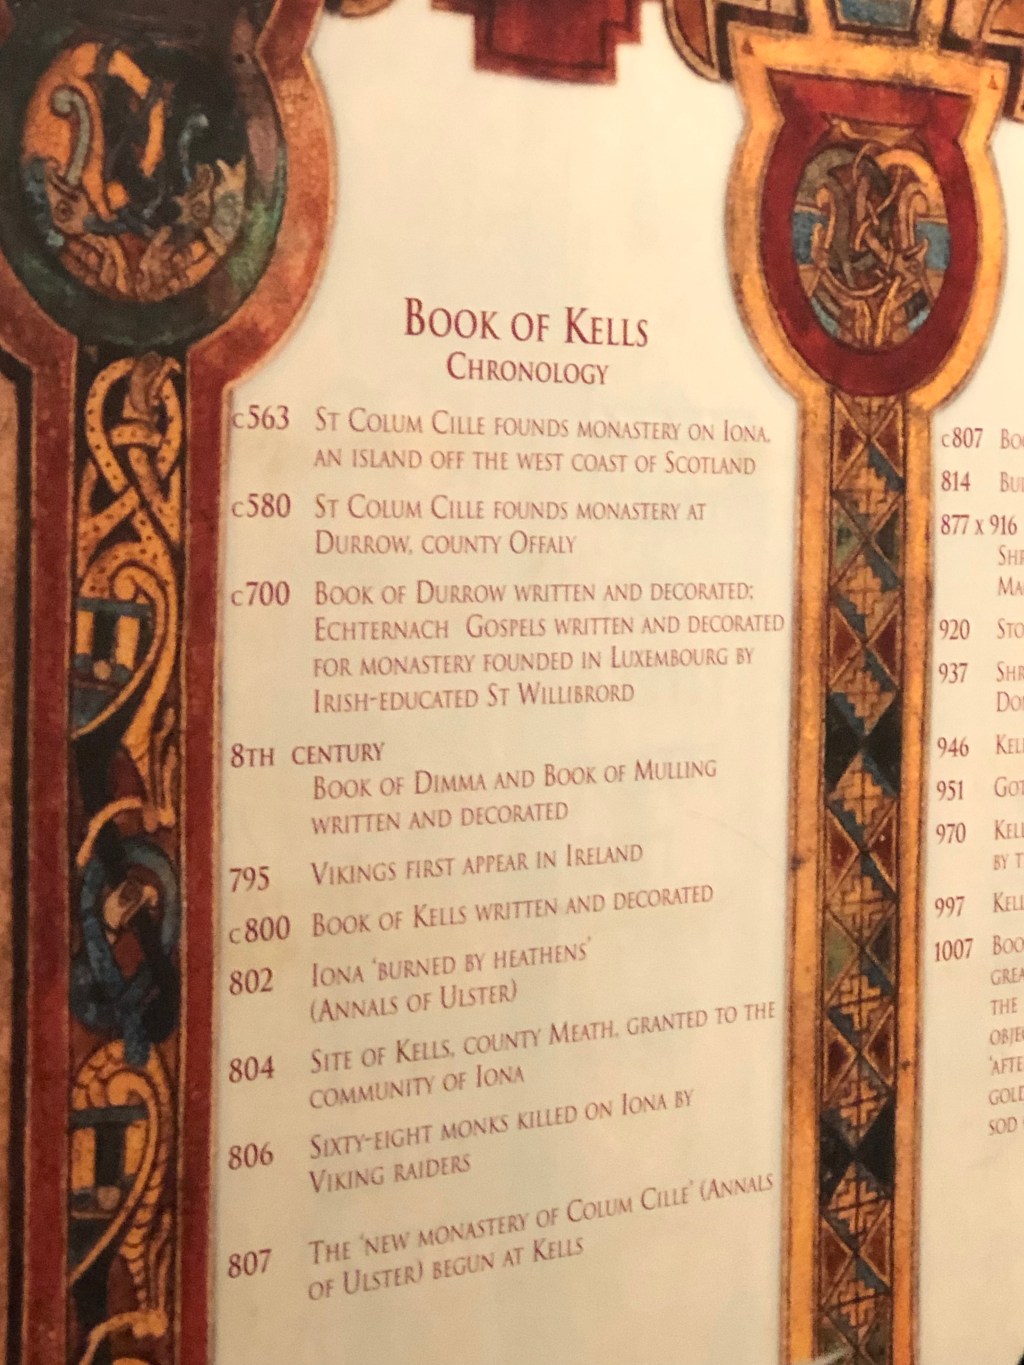 BOOK OF KELLS
CHRONOLOGY
c563 ST COLUM CILLE FOUNDS MONASTERY ON IONA,
AN ISLAND OFF THE WEST COAST OF SCOTLAND
c580 ST COLUM CILLE FOUNDS MONASTERY AT
DURROW, COUNTY OFFALY
c700 BOOK OF DURROW WRITTEN AND DECORATED;
ECHTERNACH GOSPELS WRITTEN AND DECORATED
FOR MONASTERY FOUNDED IN LUXEMBOURG BY
IRISH-EDUCATED ST WILLIBRORD
8TH CENTURY
BOOK OF DIMMA AND BOOK OF MULLING
WRITTEN AND DECORATED
795 VIKINGS FIRST APPEAR IN IRELAND
c800 BOOK OF KELLS WRITTEN AND DECORATED
802 IONA 'BURNED BY HEATHENS'
(ANNALS OF ULSTER)
804 SITE OF KELLS, COUNTY MEATH, GRANTED TO THE
COMMUNITY OF IONA
806 SIXTY-EIGHT MONKS KILLED ON IONA BY
VIKING RAIDERS
807 THE 'NEW MONASTERY OF COLUM CILLE' (ANNALS
OF ULSTER) BEGUN AT KELLS
c807
814
877 x 916
920
937
946
951
970
BY
997
1007
THE
SOD